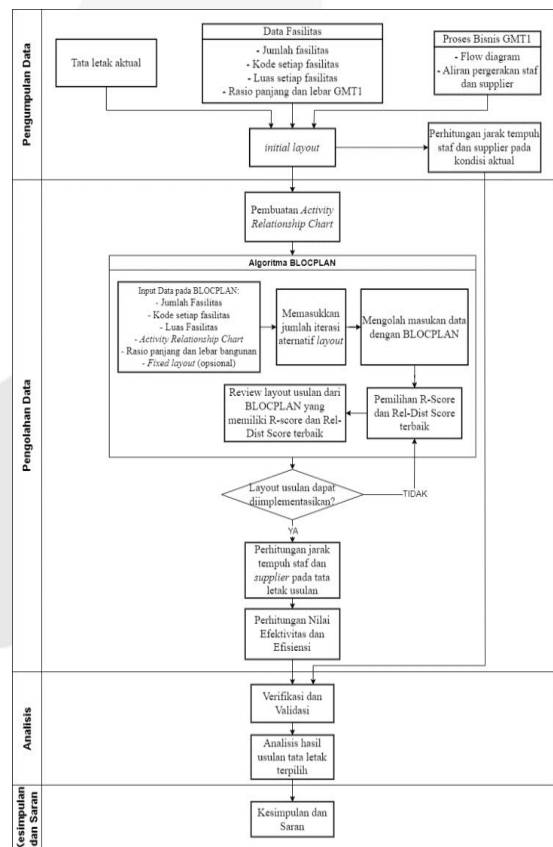 Pengumpulan Data
Tata letak aktual
Data Fasilitas
- Jumlah fasilitas
- Kode setiap fasilitas
- Luas setiap fasilitas
- Rasio panjang dan lebar GMT1
Proses Bisnis GMT1
- Flow diagram
- Aliran pergerakan staf
dan supplier
initial layout
Perhitungan jarak tempuh
staf dan supplier pada
kondisi aktual
Pengolahan Data
Pembuatan Activity
Relationship Chart
Algoritma BLOCPLAN
Input Data pada BLOCPLAN:
- Jumlah Fasilitas
- Kode setiap fasilitas
- Luas Fasilitas
- Activity Relationship Chart
- Rasio panjang dan lebar bangunan
- Fixed layout (opsional)
Memasukkan
jumlah iterasi
aternatif layout
Mengolah masukan data
dengan BLOCPLAN
Pemilihan R-Score
dan Rel-Dist Score
terbaik
Review layout usulan dari
BLOCPLAN yang
memiliki R-score dan Rel-
Dist Score terbaik
Layout usulan dapat
diimplementasikan?
TIDAK
YA
Perhitungan jarak
tempuh staf dan
supplier pada tata
letak usulan
Perhitungan Nilai
Efektivitas dan
Efisiensi
Analisis
Verifikasi dan
Validasi
Analisis hasil
usulan tata letak
terpilih
Kesimpulan
dan Saran
Kesimpulan dan
Saran